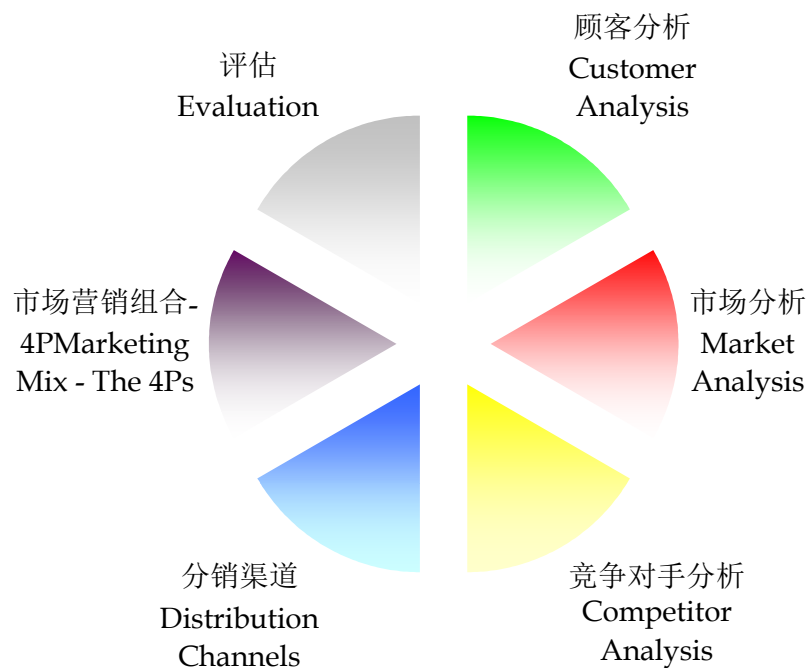 评估
Evaluation
顾客分析
Customer
Analysis
市场营销组合-
4PMarketing
Mix - The 4Ps
市场分析
Market
Analysis
分销渠道
Distribution
Channels
竞争对手分析
Competitor
Analysis